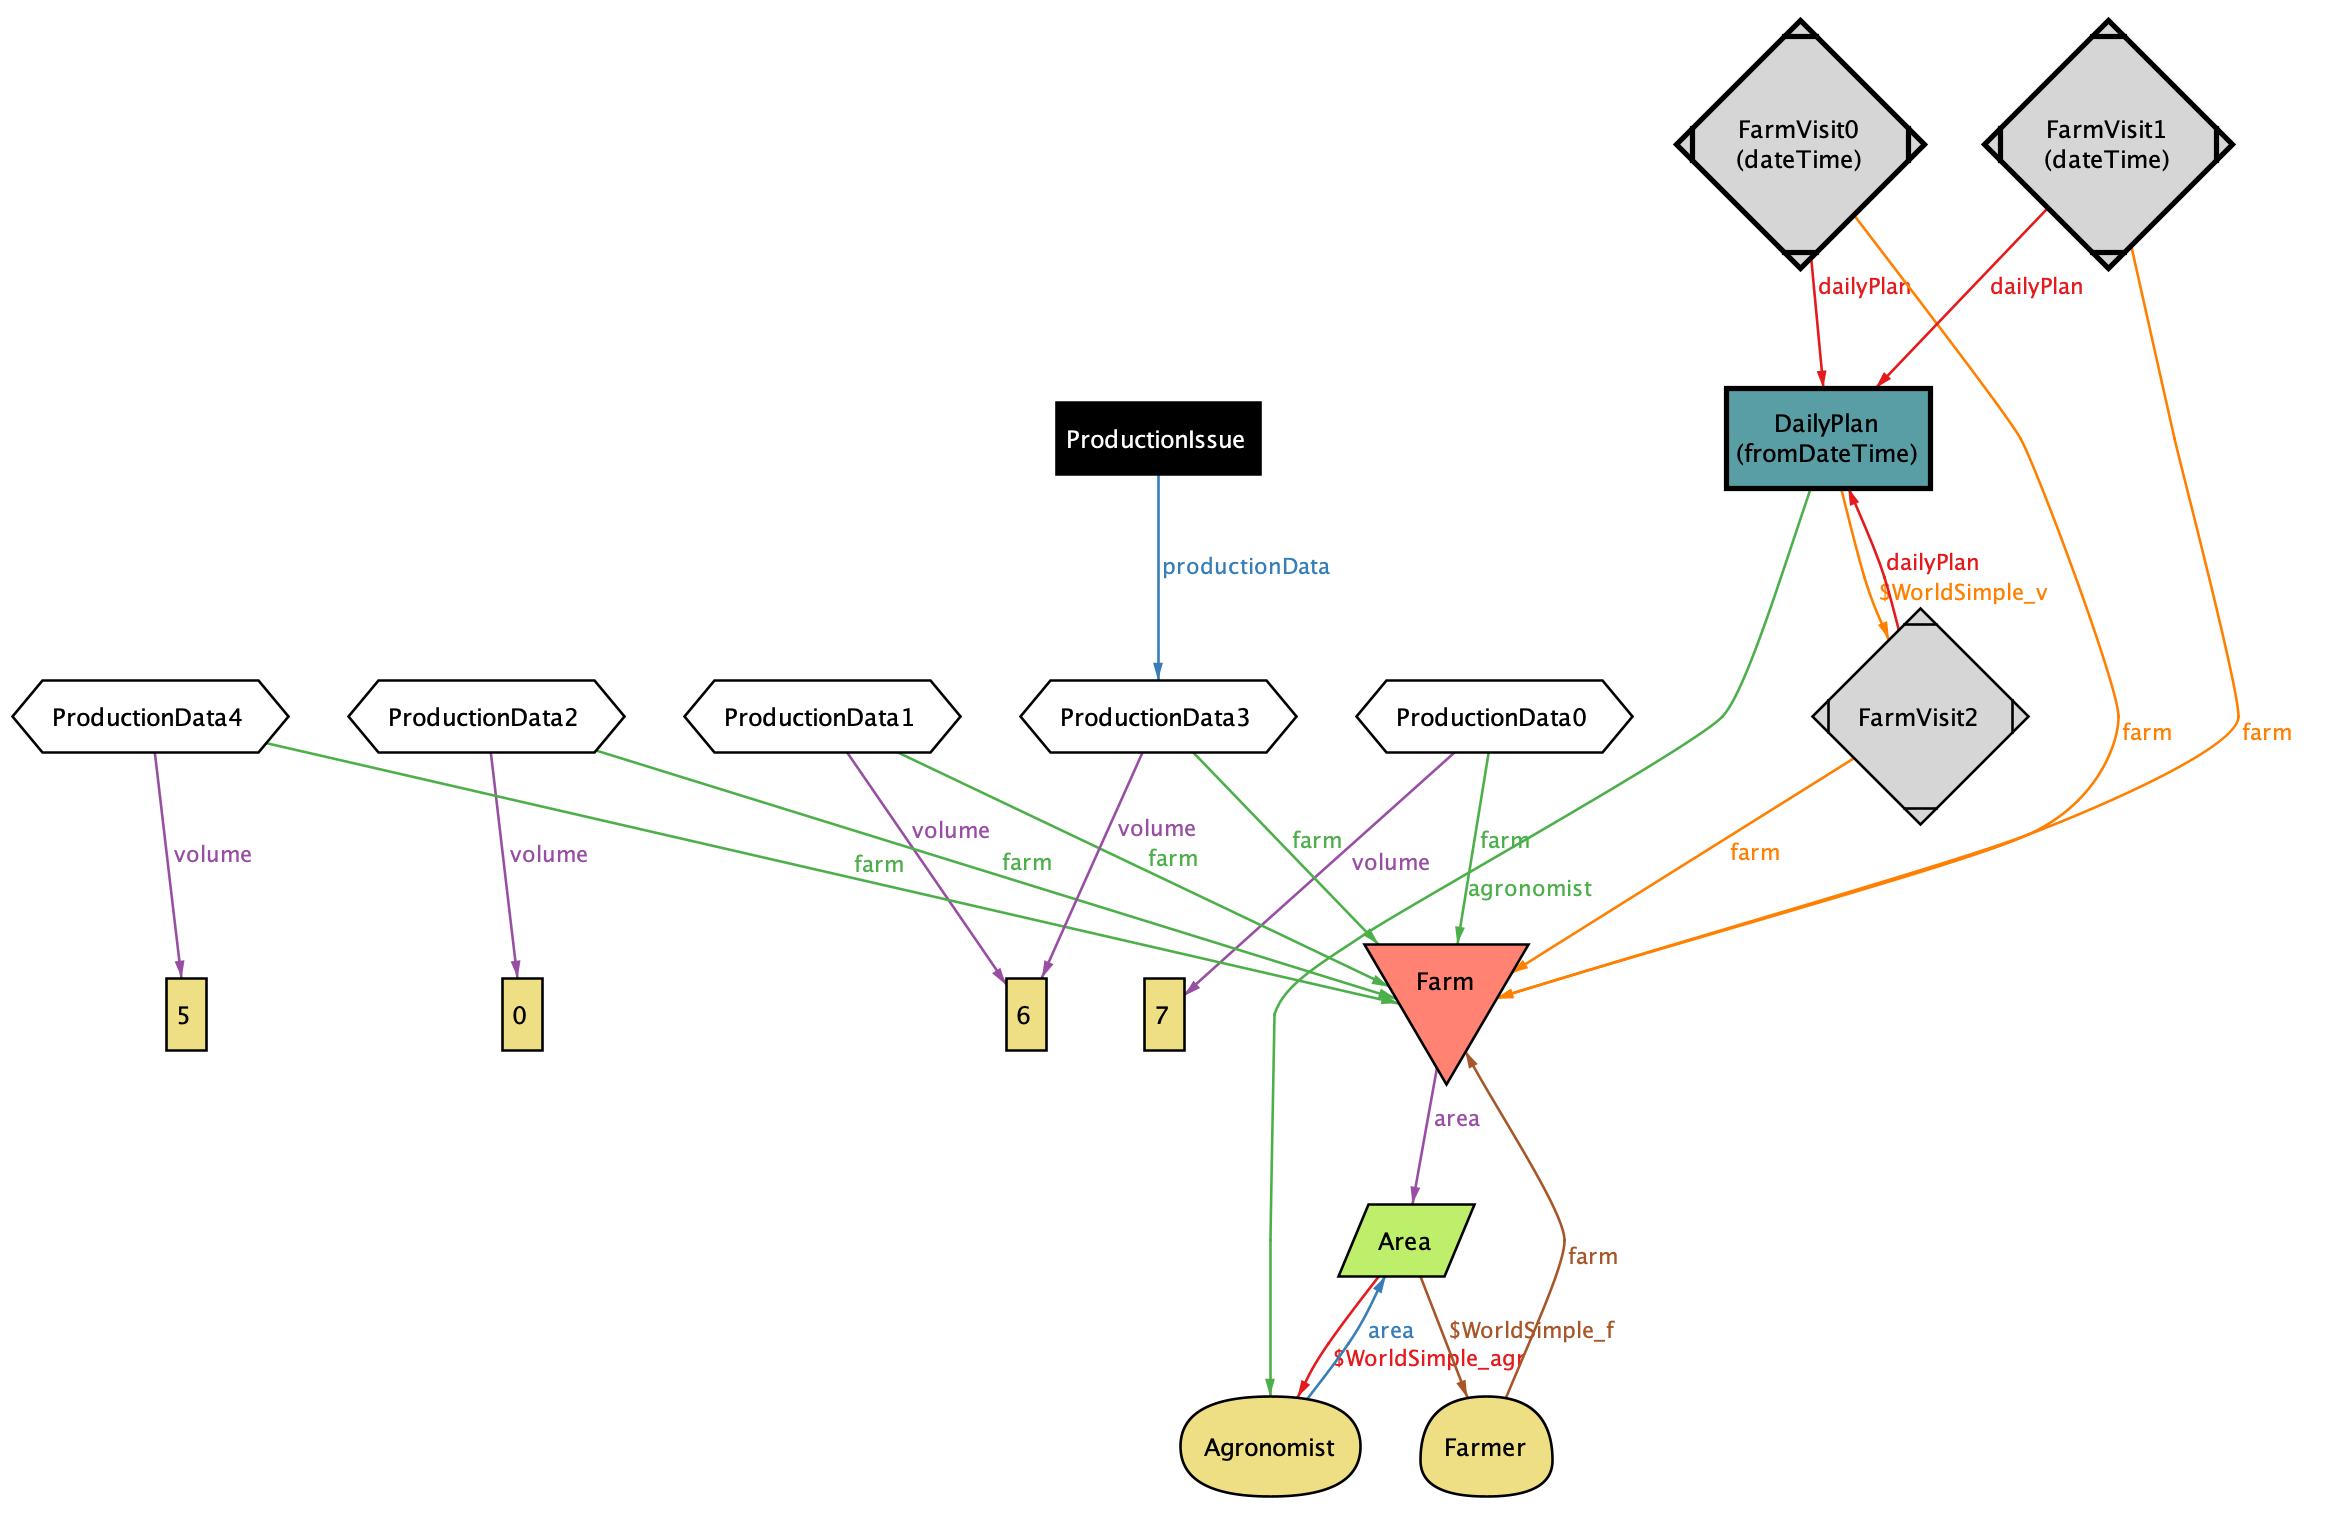 FarmVisit0
(dateTime)
FarmVisit1
(dateTime)
dailyPlan
dailyPlan
DailyPlan
(fromDateTime)
ProductionIssue
productionData
dailyPlan
$WorldSimple_v
ProductionData4
ProductionData2
ProductionData1
ProductionData3
ProductionData0
FarmVisit2
farm
farm
volume
volume
farm
farm
farm
volume
volume
farm
farm
volume
farm
agronomist
Farm
5
0
6
7
area
Area
farm
area
$WorldSimple_f
$WorldSimple_agr
Agronomist
Farmer